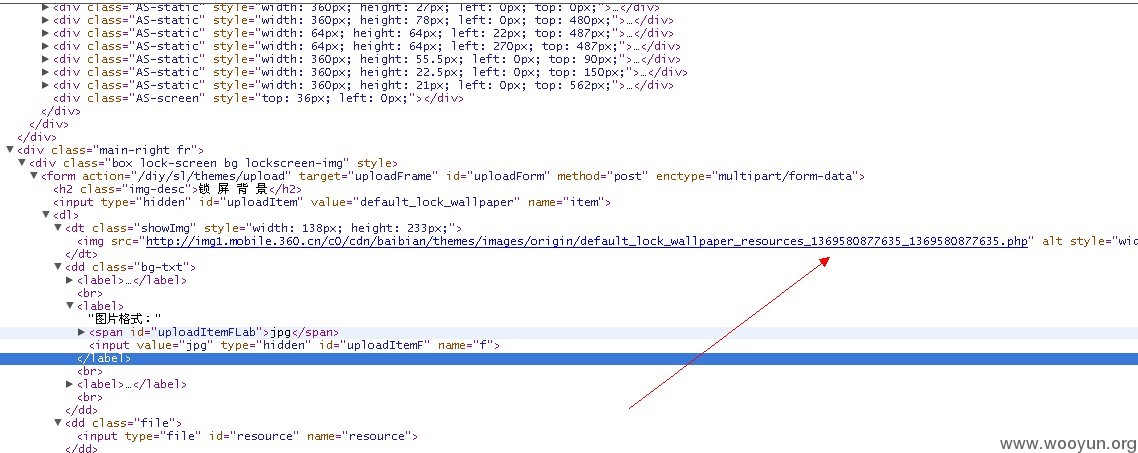 ▶<div class="AS-static" style="width: 360px; height: 27px; left: 0px; top: 0px;">…</div>
▶<div class="AS-static" style="width: 360px; height: 78px; left: 0px; top: 480px;">…</div>
▶<div class="AS-static" style="width: 64px; height: 64px; left: 22px; top: 487px;">…</div>
▶<div class="AS-static" style="width: 64px; height: 64px; left: 270px; top: 487px;">…</div>
▶<div class="AS-static" style="width: 360px; height: 55.5px; left: 0px; top: 90px;">…</div>
▶<div class="AS-static" style="width: 360px; height: 22.5px; left: 0px; top: 150px;">…</div>
▶<div class="AS-static" style="width: 360px; height: 21px; left: 0px; top: 562px;">…</div>
<div class="AS-screen" style="top: 36px; left: 0px;"></div>
</div>
</div>
</div>
▼<div class="main-right fr">
▼<div class="box lock-screen bg lockscreen-img" style>
▼<form action="/diy/sl/themes/upload" target="uploadFrame" id="uploadForm" method="post" enctype="multipart/form-data">
<h2 class="img-desc">锁 屏 背 景</h2>
<input type="hidden" id="uploadItem" value="default_lock_wallpaper" name="item">
▼<dl>
▼<dt class="showImg" style="width: 138px; height: 233px;">
<img src="http://img1.mobile.360.cn/c0/cdn/baibian/themes/images/origin/default_lock_wallpaper_resources_1369580877635_1369580877635.php" alt style="wid
</dt>
▼<dd class="bg-txt">
▶<label>…</label>
<br>
▼<label>
"图片格式："
▶<span id="uploadItemFLab">jpg</span>
<input value="jpg" type="hidden" id="uploadItemF" name="f">
</label>
<br>
▶<label>…</label>
<br>
</dd>
▼<dd class="file">
<input type="file" id="resource" name="resource">
</dd>
www.wooyun.org